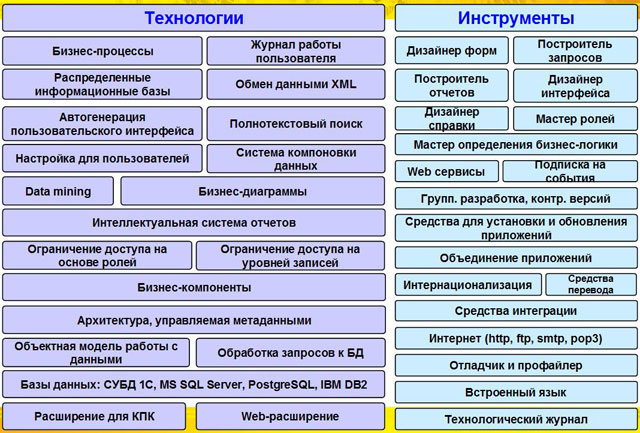 Технологии
Бизнес-процессы
Журнал работы
пользователя
Распределенные
информационные базы
Обмен данными XML
Автогенерация
пользовательского интерфейса
Полнотекстовый поиск
Настройка для пользователей
Система компоновки
данных
Data mining
Бизнес-диаграммы
Интеллектуальная система отчетов
Ограничение доступа на
основе ролей
Ограничение доступа на
уровней записей
Бизнес-компоненты
Архитектура, управляемая метаданными
Объектная модель работы с
данными
Обработка запросов к БД
Базы данных: СУБД 1С, MS SQL Server, PostgreSQL, IBM DB2
Расширение для КПК
Web-расширение
Инструменты
Дизайнер форм
Построитель
запросов
Построитель
отчетов
Дизайнер
интерфейса
Дизайнер
справки
Мастер ролей
Мастер определения бизнес-логики
Web сервисы
Подписка на
события
Групп. разработка, контр. версий
Средства для установки и обновления
приложений
Объединение приложений
Интернационализация
Средства
перевода
Средства интеграции
Интернет (http, ftp, smtp, pop3)
Отладчик и профайлер
Встроенный язык
Технологический журнал